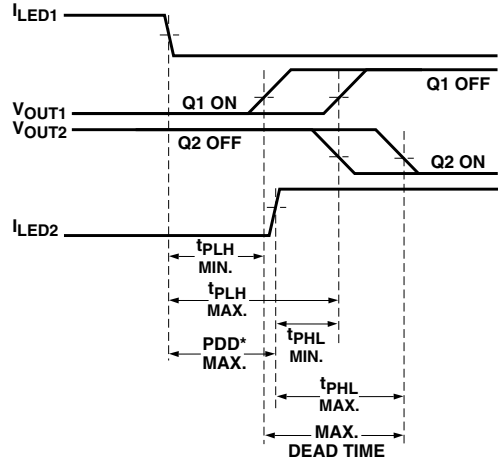 ILED1
VOUT1
Q1 ON
Q1 OFF
VOUT2
Q2 OFF
Q2 ON
ILED2
tPLH
MIN.
tPLH
MAX.
tPHL
MIN.
PDD*
MAX.
tPHL
MAX.
MAX.
DEAD TIME